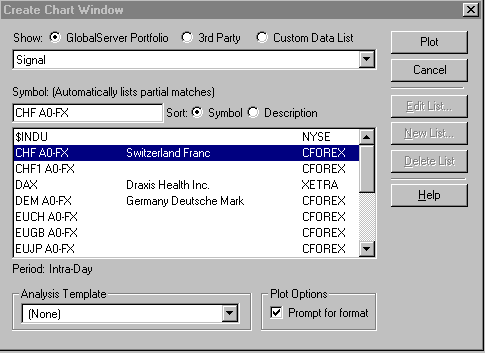 Create Chart Window
Show: GlobalServer Portfolio 3rd Party Custom Data List
Signal
Symbol: (Automatically lists partial matches)
CHF A0-FX Sort: Symbol Description
$INDU NYSE
CHF A0-FX Switzerland Franc CFOREX
CHF1 A0-FX CFOREX
DAX Draxis Health Inc. XETRA
DEM A0-FX Germany Deutsche Mark CFOREX
EUCH A0-FX CFOREX
EUGB A0-FX CFOREX
EUJP A0-FX CFOREX
Period: Intra-Day
Analysis Template
(None)
Plot Options
Prompt for format
Plot
Cancel
Edit List...
New List...
Delete List
Help